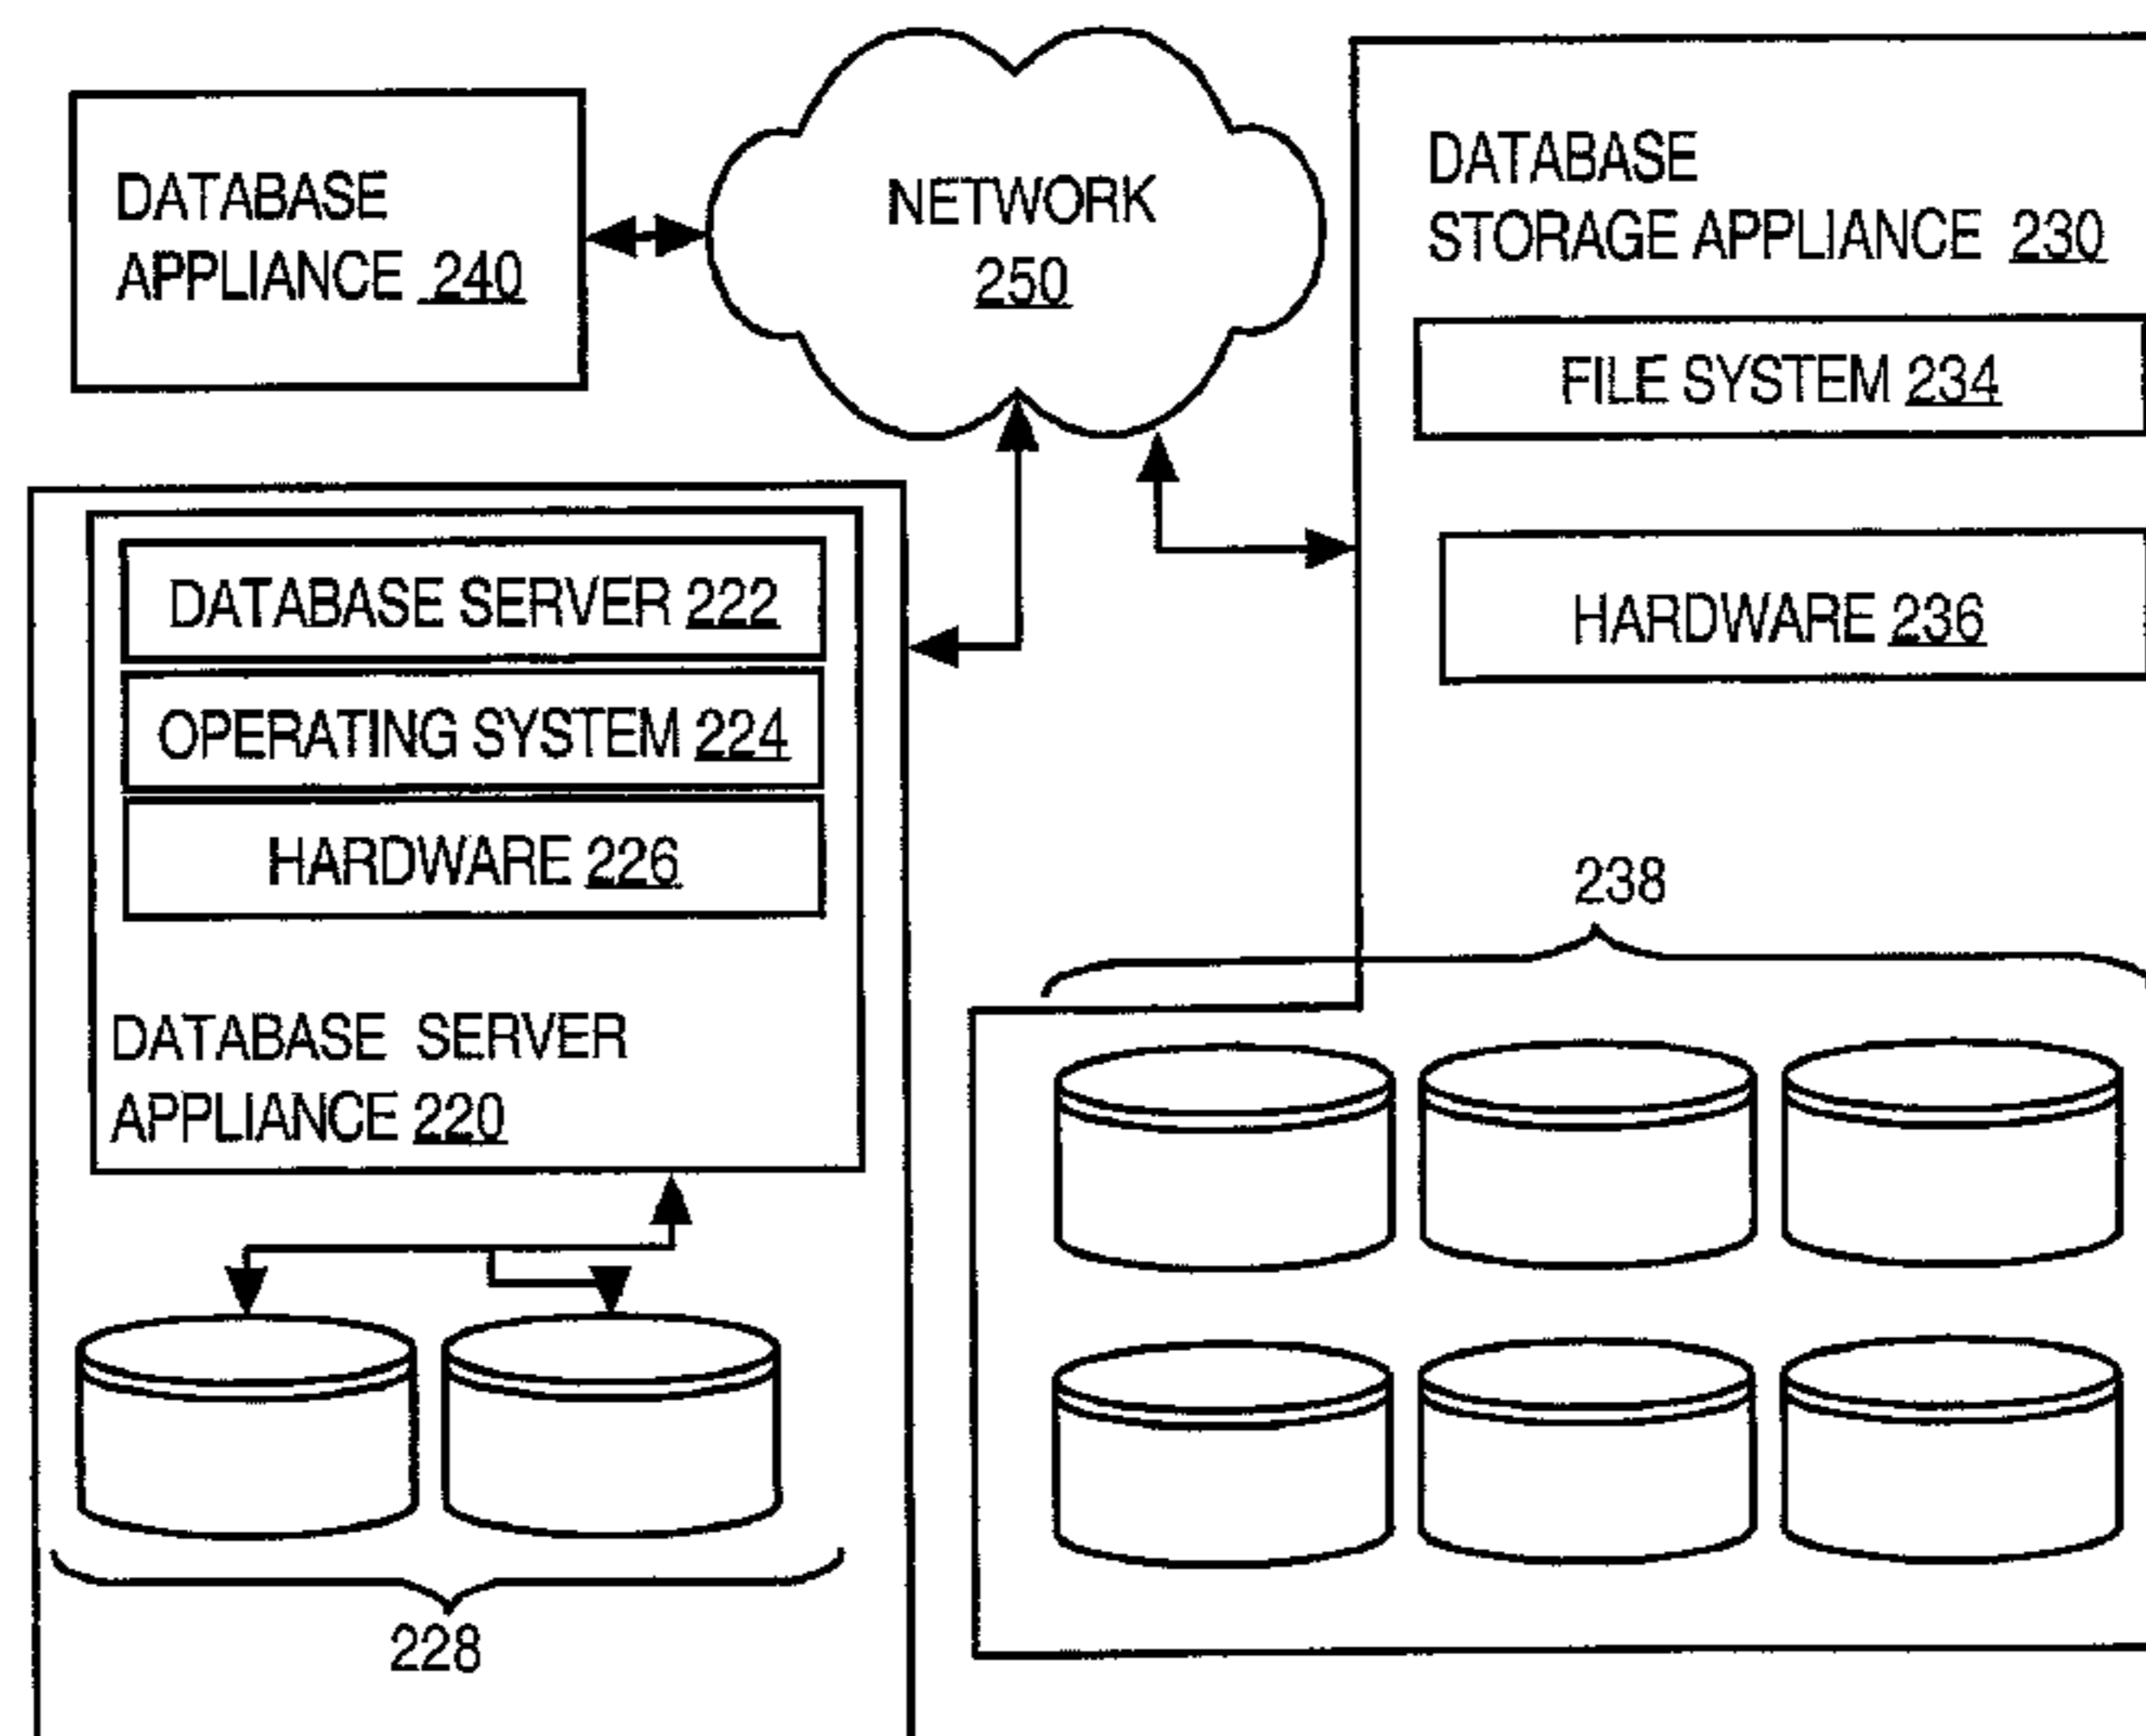 DATABASE
APPLIANCE 240
NETWORK
250
DATABASE
STORAGE APPLIANCE 230
FILE SYSTEM 234
HARDWARE 236
DATABASE SERVER 222
OPERATING SYSTEM 224
HARDWARE 226
DATABASE SERVER
APPLIANCE 220
228
238